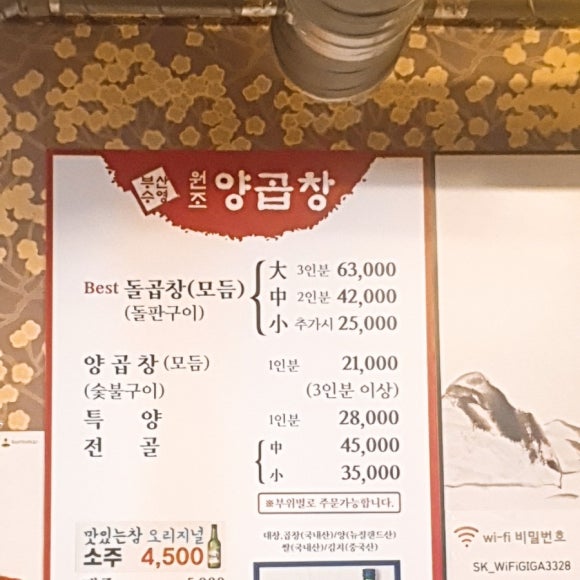 부산
수영
원조 양곱창
大 3인분 63,000
Best 돌곱창(모듬) 中 2인분 42,000
(돌판구이) 小 추가시 25,000
양곱창(모듬) 1인분 21,000
(숯불구이) (3인분 이상)
특 양 1인분 28,000
전 골 中 45,000
小 35,000
※부위별로 주문가능합니다.
맛있는참 오리지널
소주 4,500
대창,곱창(국내산)/양(뉴질랜드산)
쌀(국내산)/김치(중국산)
wi-fi 비밀번호
SK_WiFiGIGA3328